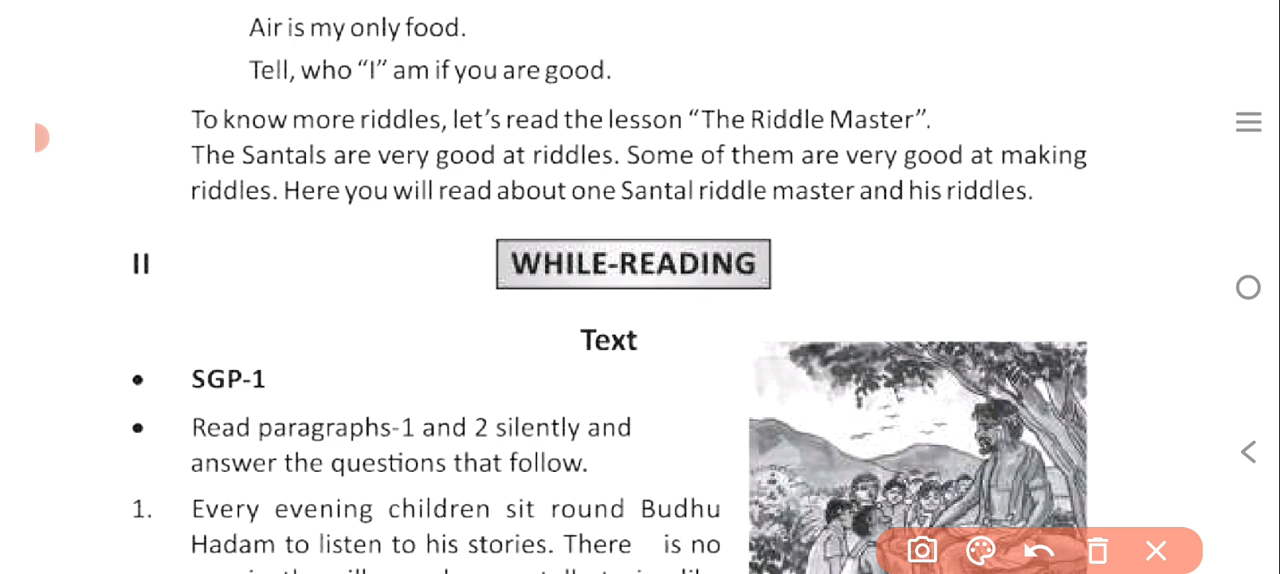 Air is my only food.
Tell, who “I” am if you are good.
To know more riddles, let’s read the lesson “The Riddle Master”.
The Santals are very good at riddles. Some of them are very good at making
riddles. Here you will read about one Santal riddle master and his riddles.
II
WHILE-READING
Text
• SGP-1
• Read paragraphs-1 and 2 silently and
answer the questions that follow.
1. Every evening children sit round Budhu
Hadam to listen to his stories. There is no